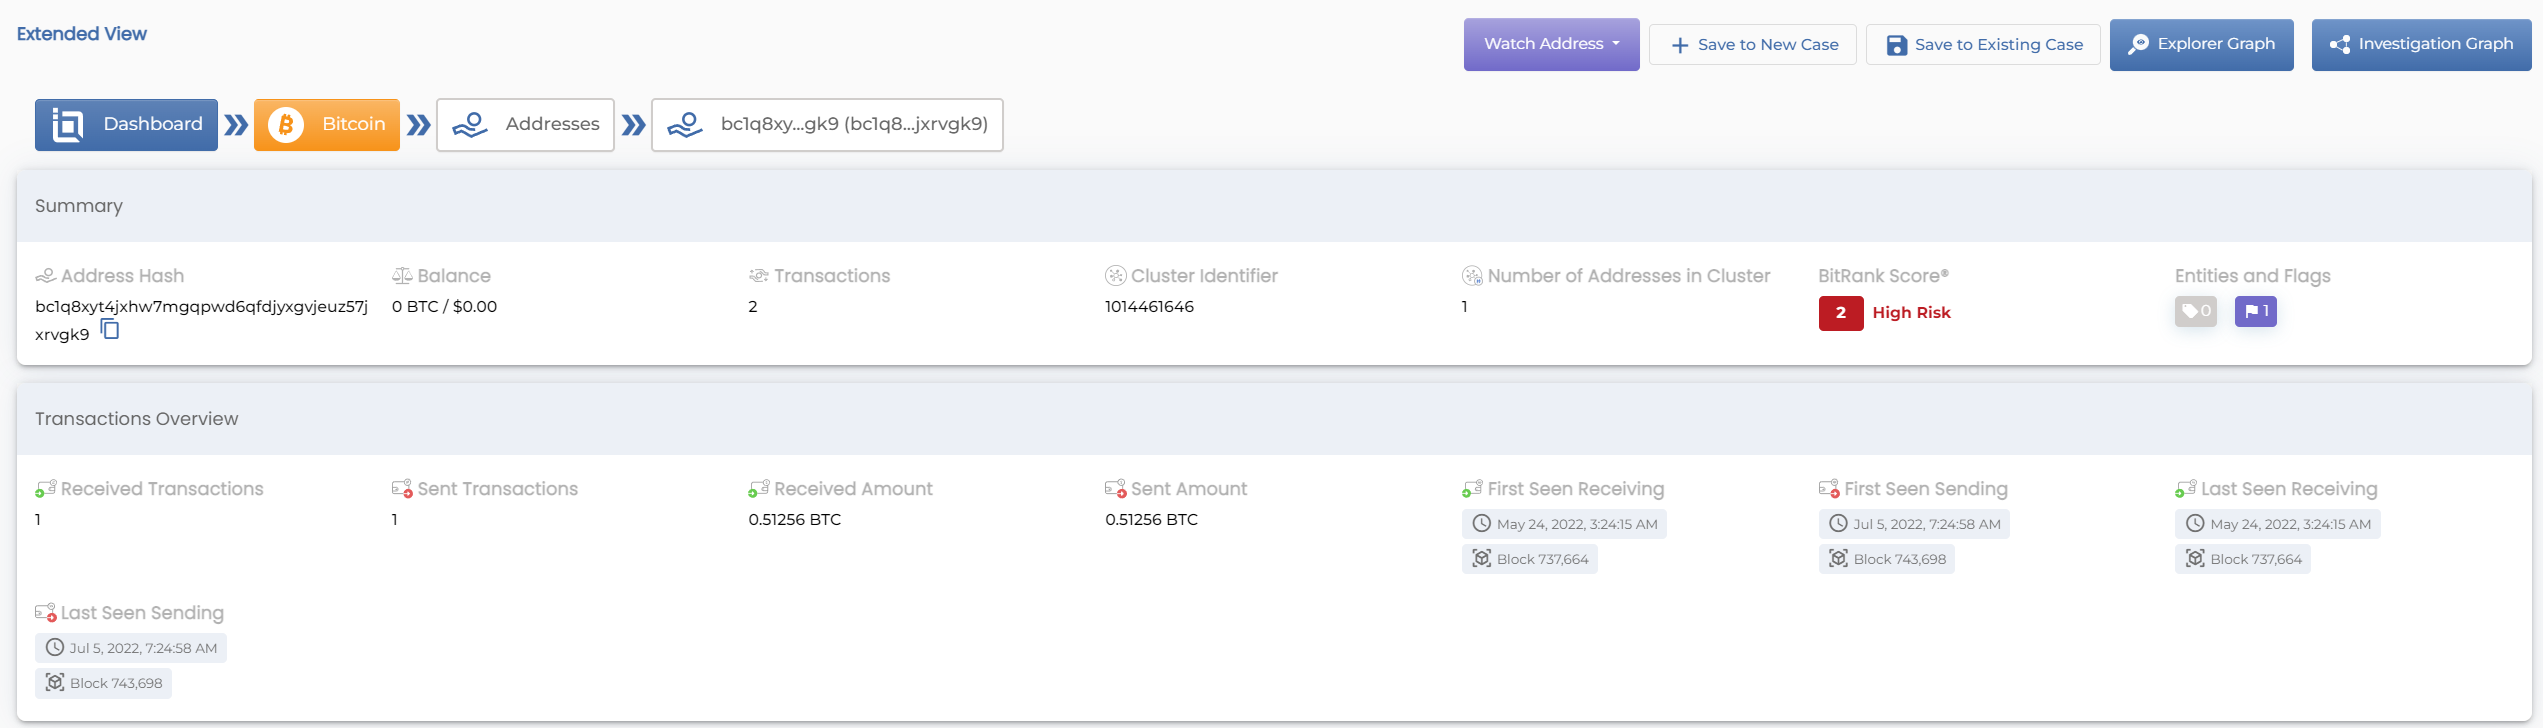 Extended View
Watch Address
Save to New Case
Save to Existing Case
Explorer Graph
Investigation Graph
Dashboard
Bitcoin
Addresses
bc1q8xy...gk9 (bc1q8...jxrvgk9)
Summary
Address Hash
bc1q8xyt4jxhw7mgqpwd6qfdjyxgvjeuz57j
xrvgk9
Balance
0 BTC / $0.00
Transactions
2
Cluster Identifier
1014461646
Number of Addresses in Cluster
1
BitRank Score®
2 High Risk
Entities and Flags
0 1
Transactions Overview
Received Transactions
1
Sent Transactions
1
Received Amount
0.51256 BTC
Sent Amount
0.51256 BTC
First Seen Receiving
May 24, 2022, 3:24:15 AM
Block 737,664
First Seen Sending
Jul 5, 2022, 7:24:58 AM
Block 743,698
Last Seen Receiving
May 24, 2022, 3:24:15 AM
Block 737,664
Last Seen Sending
Jul 5, 2022, 7:24:58 AM
Block 743,698